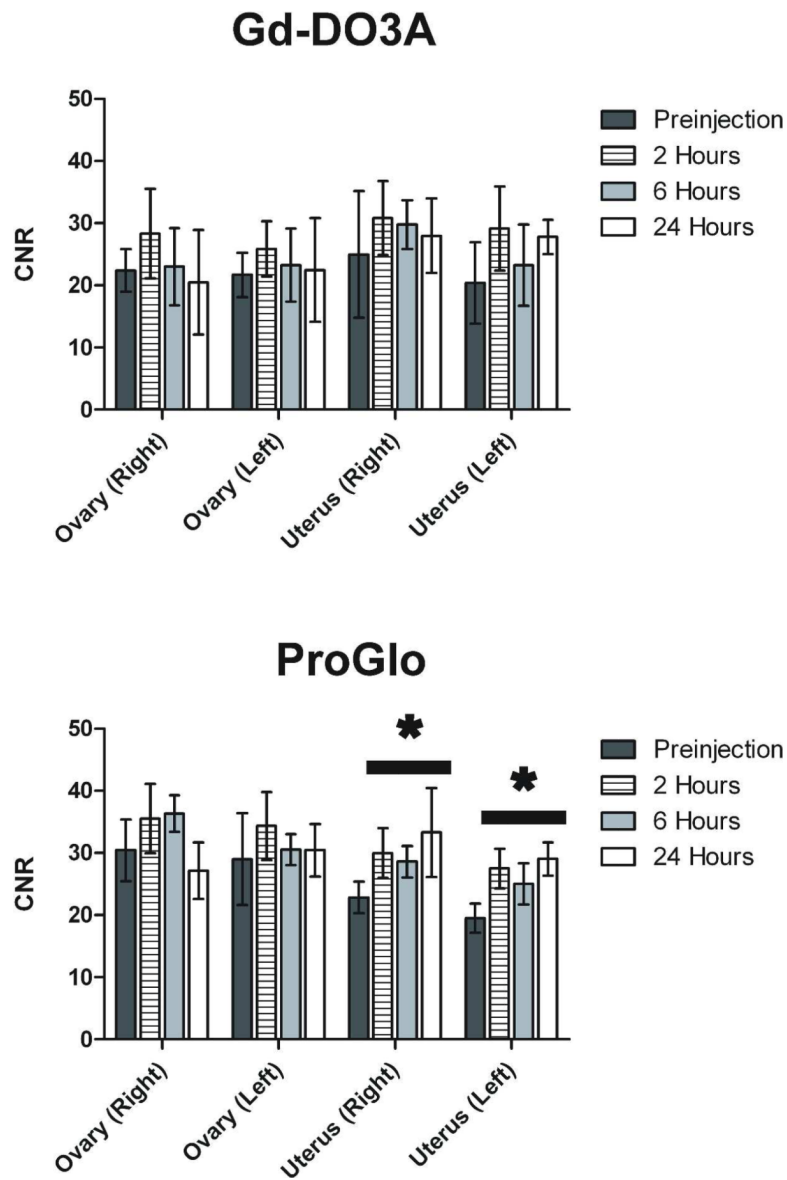 Gd-DO3A
CNR
50
40
30
20
10
0
Preinjection
2 Hours
6 Hours
24 Hours
Ovary (Right)
Ovary (Left)
Uterus (Right)
Uterus (Left)
ProGlo
CNR
50
40
30
20
10
0
*
*
Preinjection
2 Hours
6 Hours
24 Hours
Ovary (Right)
Ovary (Left)
Uterus (Right)
Uterus (Left)